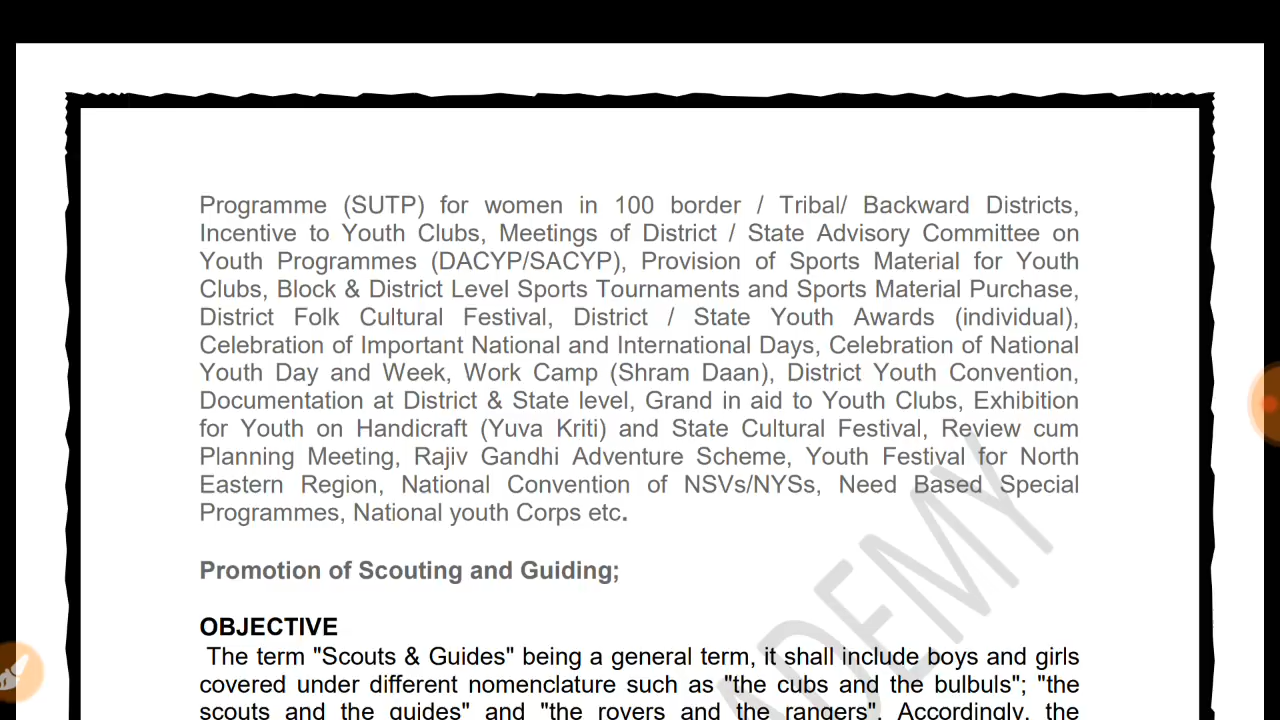 Programme (SUTP) for women in 100 border / Tribal/ Backward Districts,
Incentive to Youth Clubs, Meetings of District / State Advisory Committee on
Youth Programmes (DACYP/SACYP), Provision of Sports Material for Youth
Clubs, Block & District Level Sports Tournaments and Sports Material Purchase,
District Folk Cultural Festival, District / State Youth Awards (individual),
Celebration of Important National and International Days, Celebration of National
Youth Day and Week, Work Camp (Shram Daan), District Youth Convention,
Documentation at District & State level, Grand in aid to Youth Clubs, Exhibition
for Youth on Handicraft (Yuva Kriti) and State Cultural Festival, Review cum
Planning Meeting, Rajiv Gandhi Adventure Scheme, Youth Festival for North
Eastern Region, National Convention of NSVs/NYSs, Need Based Special
Programmes, National youth Corps etc.
Promotion of Scouting and Guiding;
OBJECTIVE
The term "Scouts & Guides" being a general term, it shall include boys and girls
covered under different nomenclature such as "the cubs and the bulbuls"; "the
scouts and the guides" and "the rovers and the rangers". Accordingly, the
ADEMY